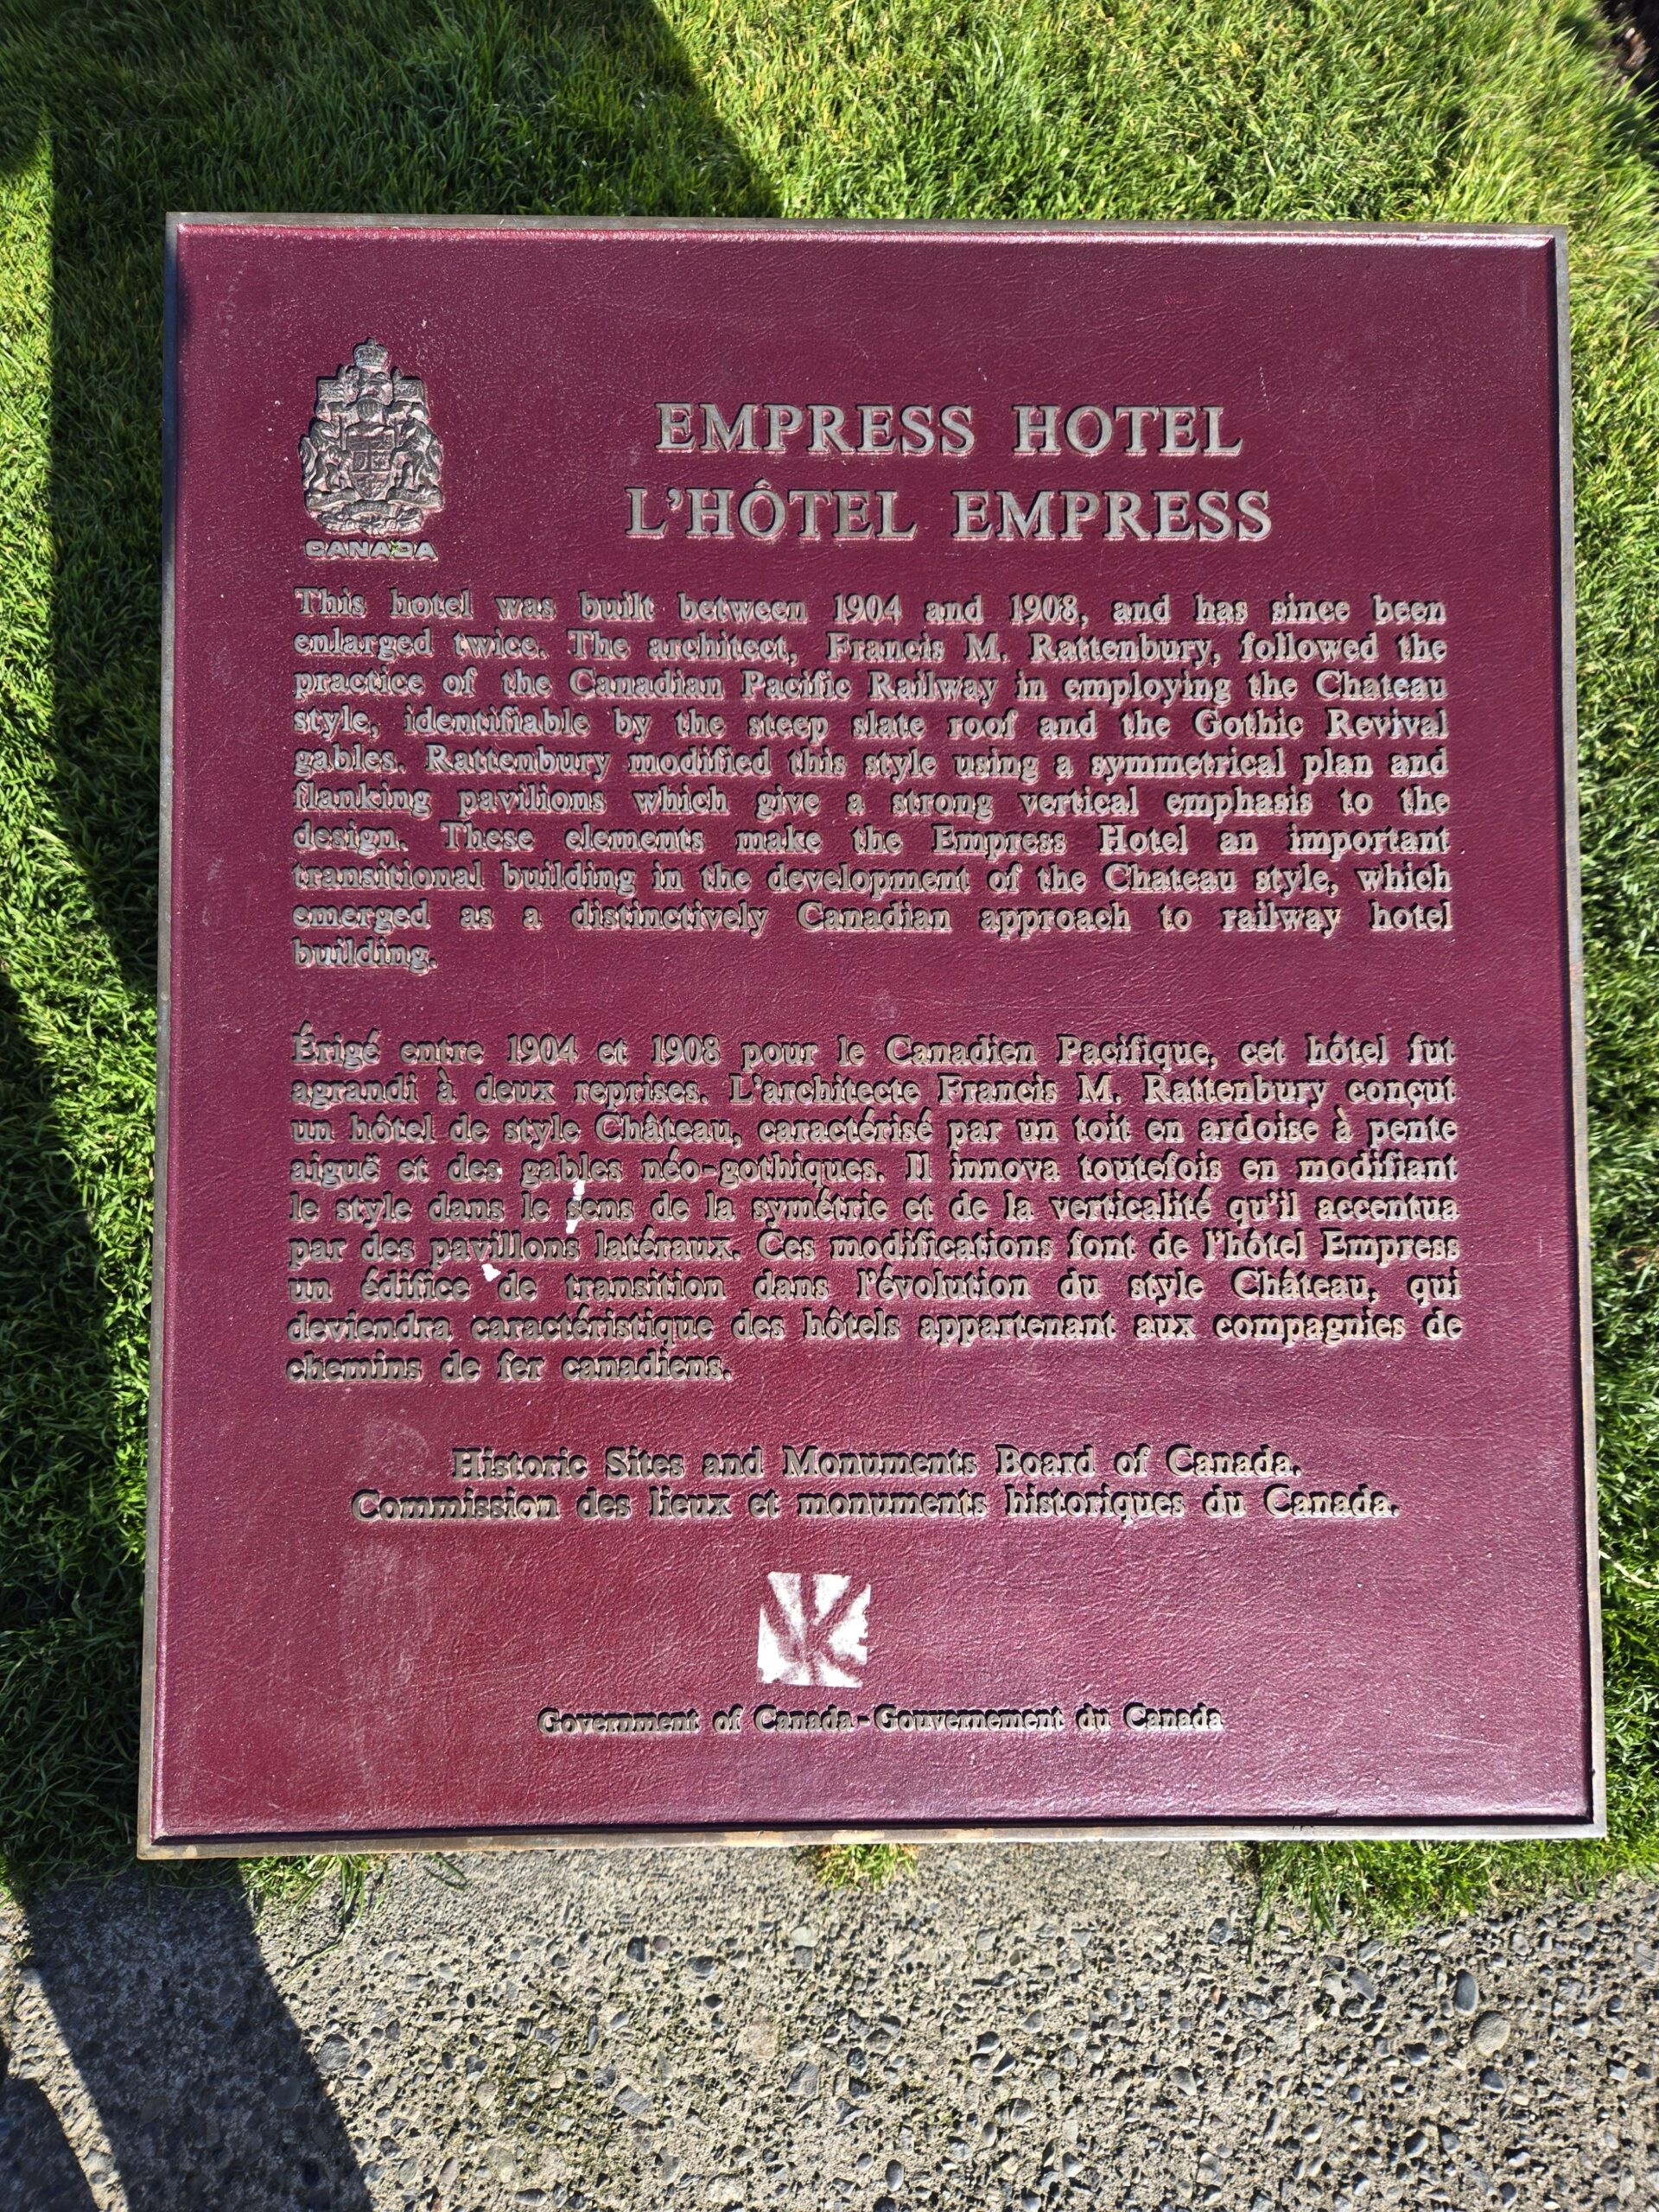 CANADA
EMPRESS HOTEL
L'HÔTEL EMPRESS
This hotel was built between 1904 and 1908, and has since been
enlarged twice. The architect, Francis M. Rattenbury, followed the
practice of the Canadian Pacific Railway in employing the Chateau
style, identifiable by the steep slate roof and the Gothic Revival
gables. Rattenbury modified this style using a symmetrical plan and
flanking pavilions which give a strong vertical emphasis to the
design. These elements make the Empress Hotel an important
transitional building in the development of the Chateau style, which
emerged as a distinctively Canadian approach to railway hotel
building.
Érigé entre 1904 et 1908 pour le Canadien Pacifique, cet hôtel fut
agrandi à deux reprises. L'architecte Francis M. Rattenbury conçut
un hôtel de style Château, caractérisé par un toit en ardoise à pente
aiguë et des gables néo-gothiques. Il innova toutefois en modifiant
le style dans le sens de la symétrie et de la verticalité qu'il accentua
par des pavillons latéraux. Ces modifications font de l'hôtel Empress
un édifice de transition dans l'évolution du style Château, qui
deviendra caractéristique des hôtels appartenant aux compagnies de
chemins de fer canadiens.
Historic Sites and Monuments Board of Canada.
Commission des lieux et monuments historiques du Canada.
Government of Canada - Gouvernement du Canada